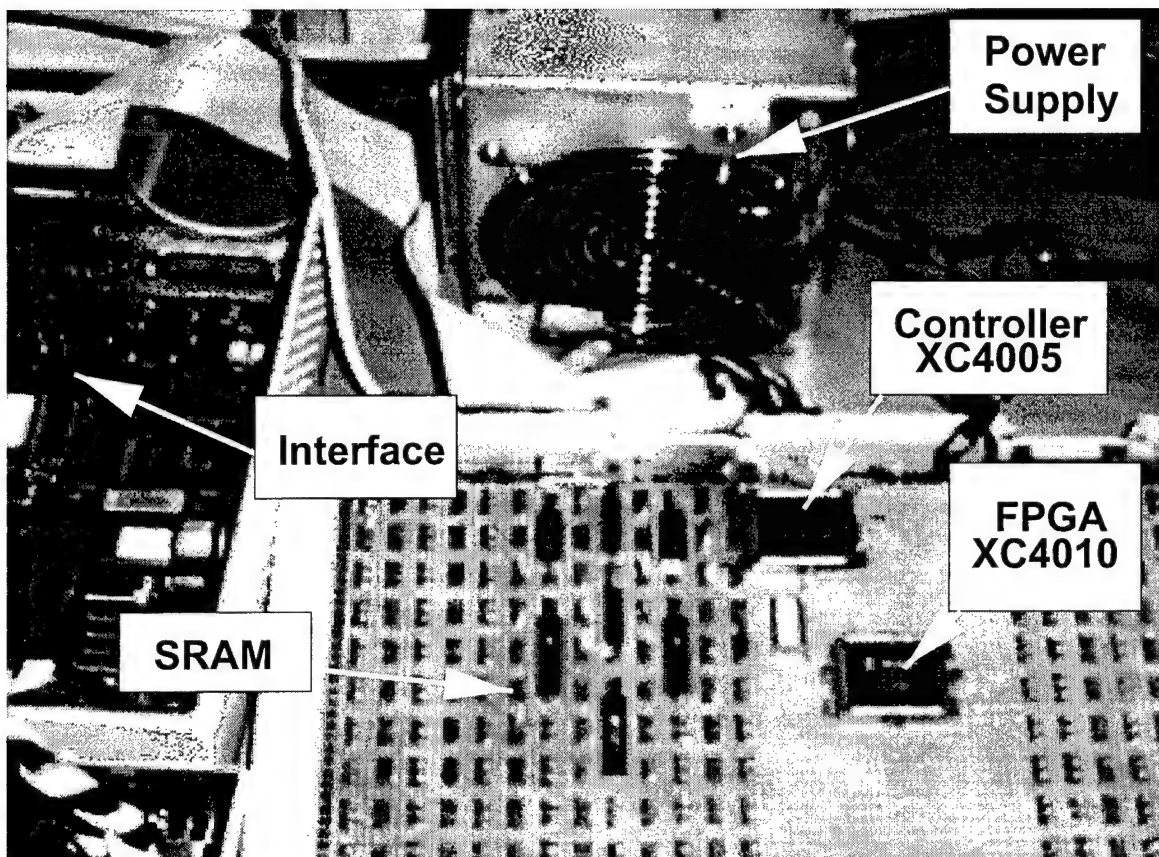 Power
Supply
Controller
XC4005
Interface
FPGA
XC4010
SRAM